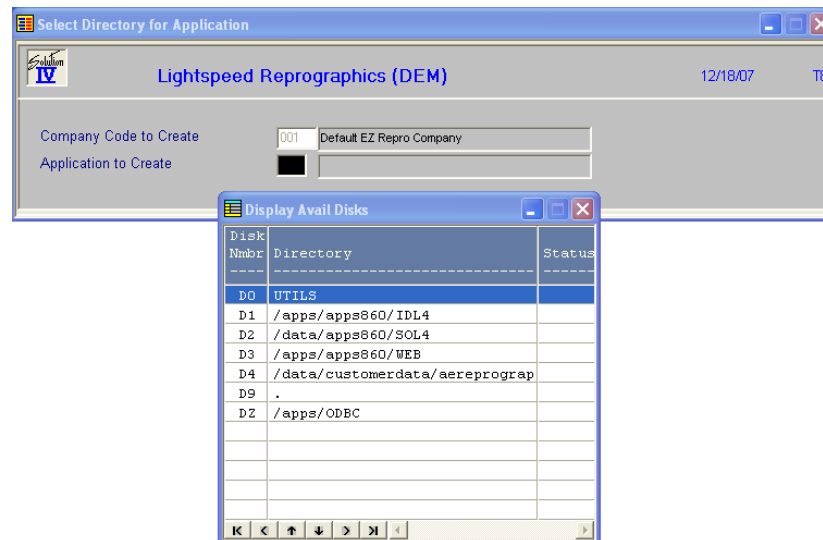 Select Directory for Application
Solution
IV
Lightspeed Reprographics (DEM) 12/18/07
Company Code to Create 001 Default EZ Repro Company
Application to Create
Display Avail Disks
Disk
Nmbr Directory Status
---- ------------------------------ ------
D0 UTILS
D1 /apps/apps860/IDL4
D2 /data/apps860/SOL4
D3 /apps/apps860/WEB
D4 /data/customerdata/aereprograp
D9 .
DZ /apps/ODBC